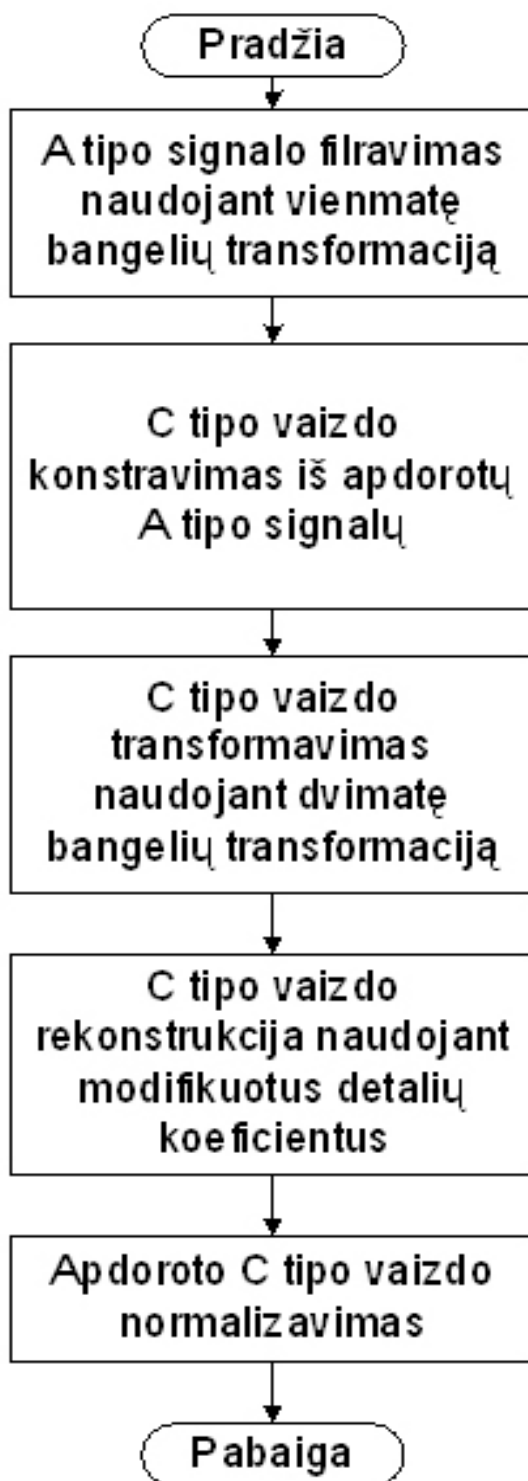 Pradžia
A tipo signalo filravimas
naudojant vienmatę
bangelių transformaciją
C tipo vaizdo
konstravimas iš apdorotų
A tipo signalų
C tipo vaizdo
transformavimas
naudojant dvimatę
bangelių transformaciją
C tipo vaizdo
rekonstrukcija naudojant
modifikuotus detalių
koeficientus
Apdoroto C tipo vaizdo
normalizavimas
Pabaiga